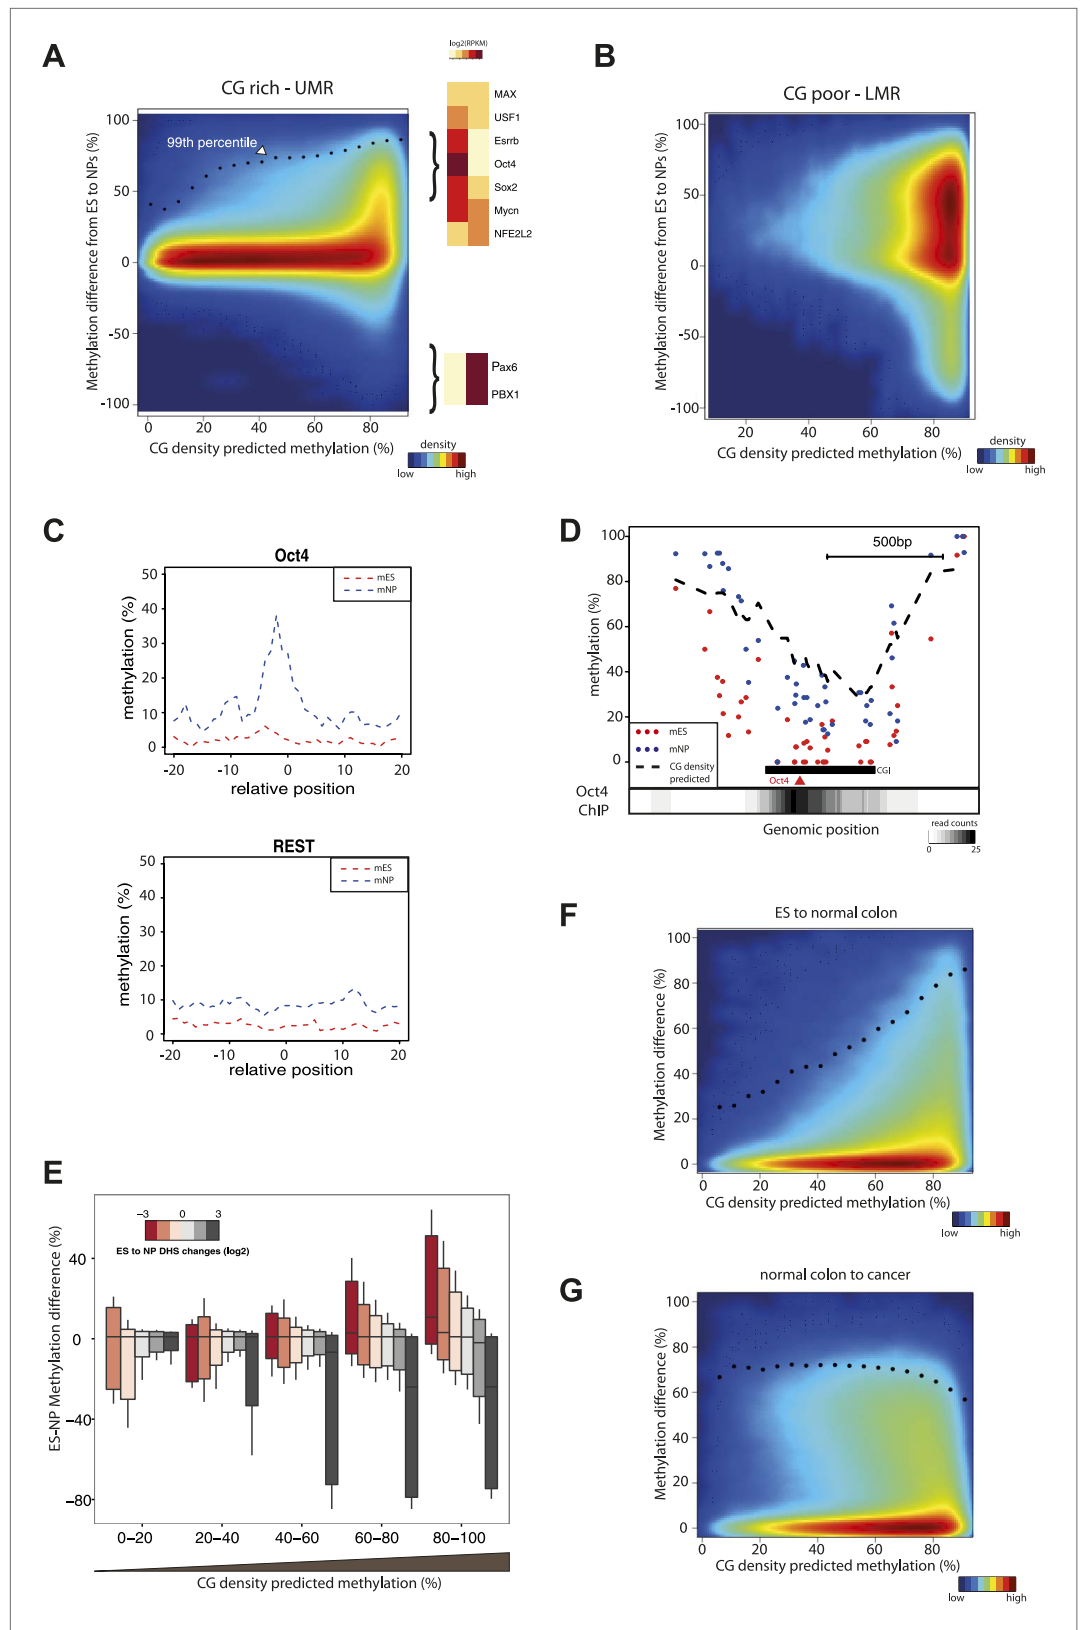 A
CG rich - UMR
Methylation difference from ES to NPs (%)
100
50
0
-50
-100
99th percentile
0 20 40 60 80
CG density predicted methylation (%)
density
low high
log2(RPKM)
MAX
USF1
Esrrb
Oct4
Sox2
Mycn
NFE2L2
Pax6
PBX1
B
CG poor - LMR
Methylation difference from ES to NPs (%)
100
50
0
-50
-100
20 40 60 80
CG density predicted methylation (%)
density
low high
C
Oct4
methylation (%)
50
40
30
20
10
0
mES
mNP
-20 -10 0 10 20
relative position
REST
methylation (%)
50
40
30
20
10
0
mES
mNP
-20 -10 0 10 20
relative position
D
methylation (%)
100
80
60
40
20
0
500bp
mES
mNP
CG density
predicted
CGI
Oct4
Oct4
ChIP
Genomic position
read counts
0 25
E
ES-NP Methylation difference (%)
40
0
−40
−80
−3 0 3
ES to NP DHS changes (log2)
0−20 20−40 40−60 60−80 80−100
CG density predicted methylation (%)
F
ES to normal colon
Methylation difference (%)
100
80
60
40
20
0
0 20 40 60 80
CG density predicted methylation (%)
low high
G
normal colon to cancer
Methylation difference (%)
100
80
60
40
20
0
0 20 40 60 80
CG density predicted methylation (%)
low high